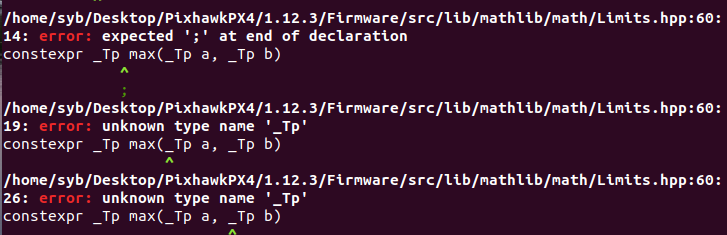 /home/syb/Desktop/PixhawkPX4/1.12.3/Firmware/src/lib/mathlib/math/Limits.hpp:60:
14: error: expected ';' at end of declaration
constexpr _Tp max(_Tp a, _Tp b)
^
;
/home/syb/Desktop/PixhawkPX4/1.12.3/Firmware/src/lib/mathlib/math/Limits.hpp:60:
19: error: unknown type name '_Tp'
constexpr _Tp max(_Tp a, _Tp b)
^
/home/syb/Desktop/PixhawkPX4/1.12.3/Firmware/src/lib/mathlib/math/Limits.hpp:60:
26: error: unknown type name '_Tp'
constexpr _Tp max(_Tp a, _Tp b)
^